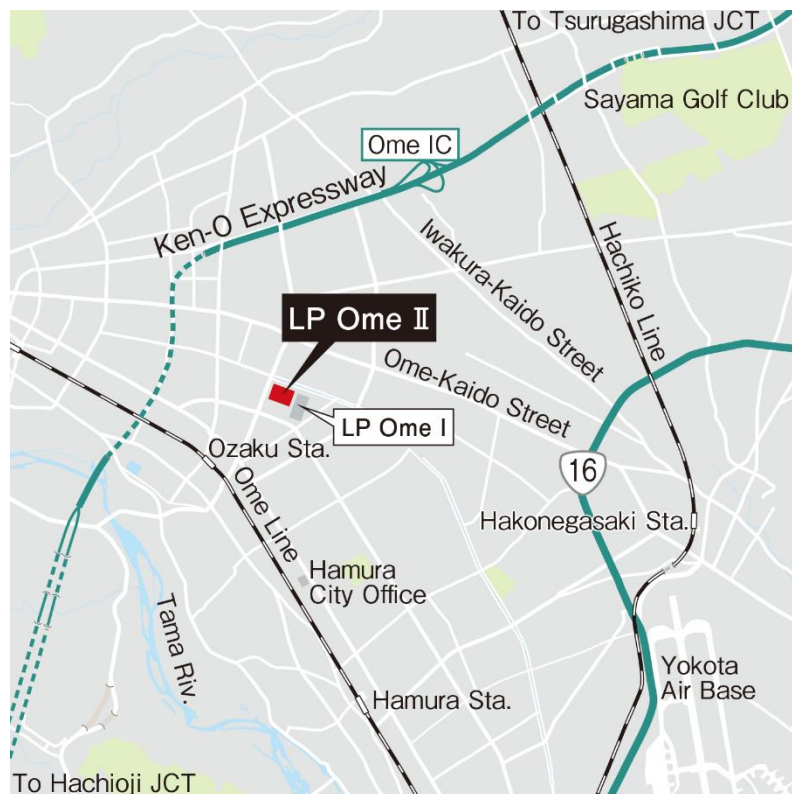 To Tsurugashima JCT
Sayama Golf Club
Ome IC
Ken-O Expressway
Iwakura-Kaido Street
Hachiko Line
LP Ome Ⅱ
Ome-Kaido Street
LP Ome Ⅰ
Ozaku Sta.
16
Ome Line
Hakonegasaki Sta.
Hamura
City Office
Tama Riv.
Yokota
Air Base
Hamura Sta.
To Hachioji JCT